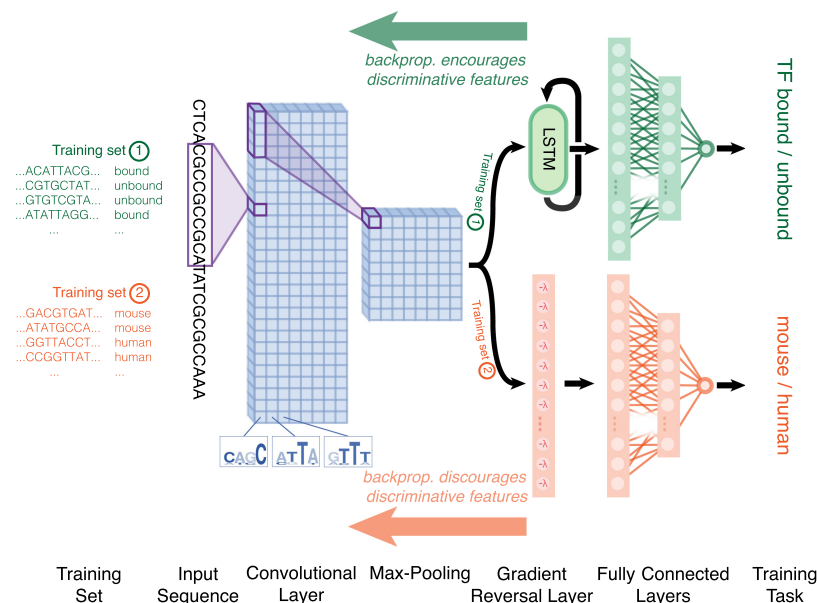 backprop. encourages
discriminative features
Training set 1
...ACATTACG... bound
...CGTGCTAT... unbound
...GTGTCGTA... unbound
...ATATTAGG... bound
... ...
Training set 2
...GACGTGAT... mouse
...ATATGCCA... mouse
...GGTTACCT... human
...CCGGTTAT... human
... ...
CTCACGCCGCCGCATATCGCGCCAAA
CAGC
ATTA
GTTT
Training set 1
Training set 2
LSTM
...
...
TF bound / unbound
-λ
-λ
-λ
-λ
-λ
-λ
-λ
...
-λ
-λ
-λ
...
...
mouse / human
backprop. discourages
discriminative features
Training
Set
Input
Sequence
Convolutional
Layer
Max-Pooling
Gradient
Reversal Layer
Fully Connected
Layers
Training
Task